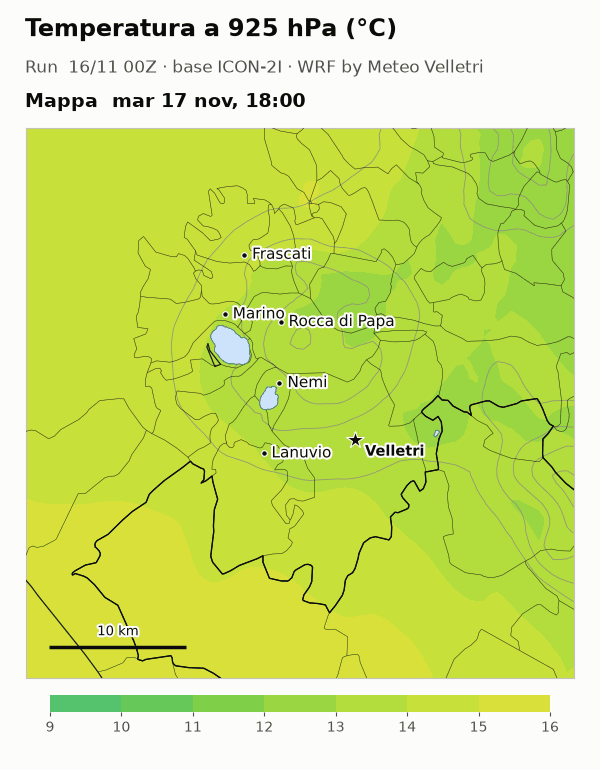 Temperatura a 925 hPa (°C)
Run  16/11 00Z · base ICON-2I · WRF by Meteo Velletri
Mappa  mar 17 nov, 18:00
Frascati
Marino
Rocca di Papa
Nemi
Velletri
Lanuvio
10 km
9 10 11 12 13 14 15 16